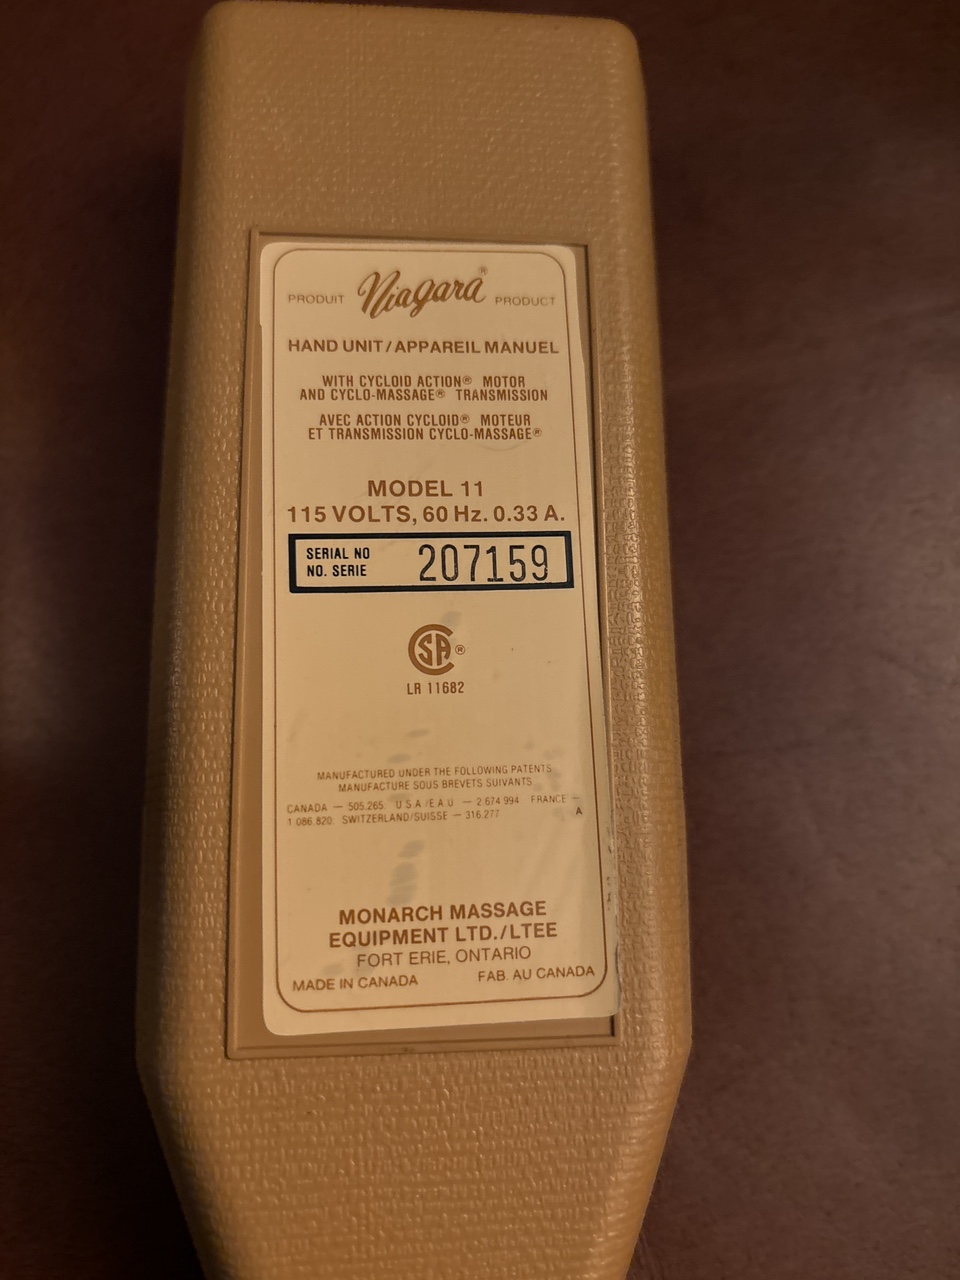 PRODUIT Niagara® PRODUCT
HAND UNIT/APPAREIL MANUEL
WITH CYCLOID ACTION® MOTOR
AND CYCLO-MASSAGE® TRANSMISSION
AVEC ACTION CYCLOID® MOTEUR
ET TRANSMISSION CYCLO-MASSAGE®
MODEL 11
115 VOLTS, 60 Hz. 0.33 A.
SERIAL NO
NO. SERIE
207159
CSA®
LR 11682
MANUFACTURED UNDER THE FOLLOWING PATENTS
MANUFACTURE SOUS BREVETS SUIVANTS
CANADA — 505.265. U S A /E A U — 2.674 994 FRANCE —
1.086.820. SWITZERLAND/SUISSE — 316.277 A
MONARCH MASSAGE
EQUIPMENT LTD./LTEE
FORT ERIE, ONTARIO
MADE IN CANADA FAB. AU CANADA